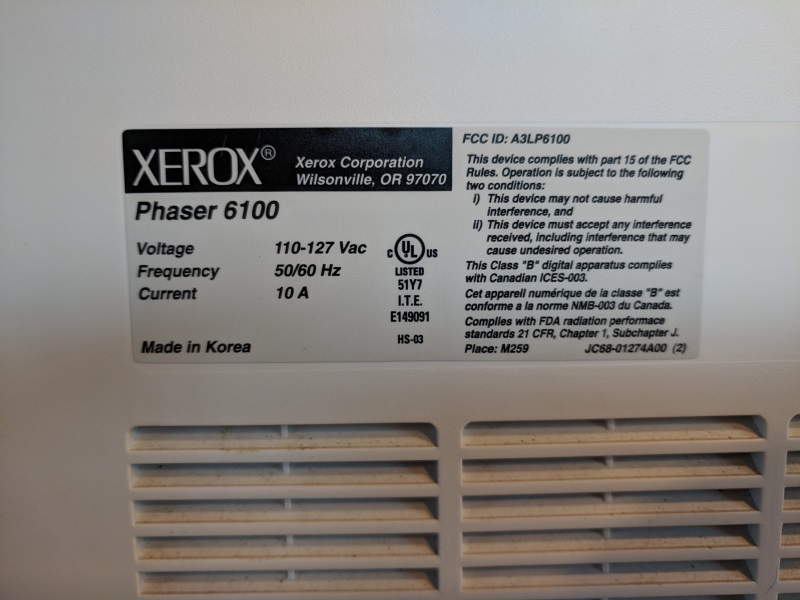 XEROX®
Xerox Corporation
Wilsonville, OR 97070
Phaser 6100
Voltage 110-127 Vac
Frequency 50/60 Hz
Current 10 A
Made in Korea
C UL US
LISTED
51Y7
I.T.E.
E149091
HS-03
FCC ID: A3LP6100
This device complies with part 15 of the FCC
Rules. Operation is subject to the following
two conditions:
i) This device may not cause harmful
interference, and
ii) This device must accept any interference
received, including interference that may
cause undesired operation.
This Class "B" digital apparatus complies
with Canadian ICES-003.
Cet appareil numérique de la classe "B" est
conforme a la norme NMB-003 du Canada.
Complies with FDA radiation performace
standards 21 CFR, Chapter 1, Subchapter J.
Place: M259 JC68-01274A00 (2)